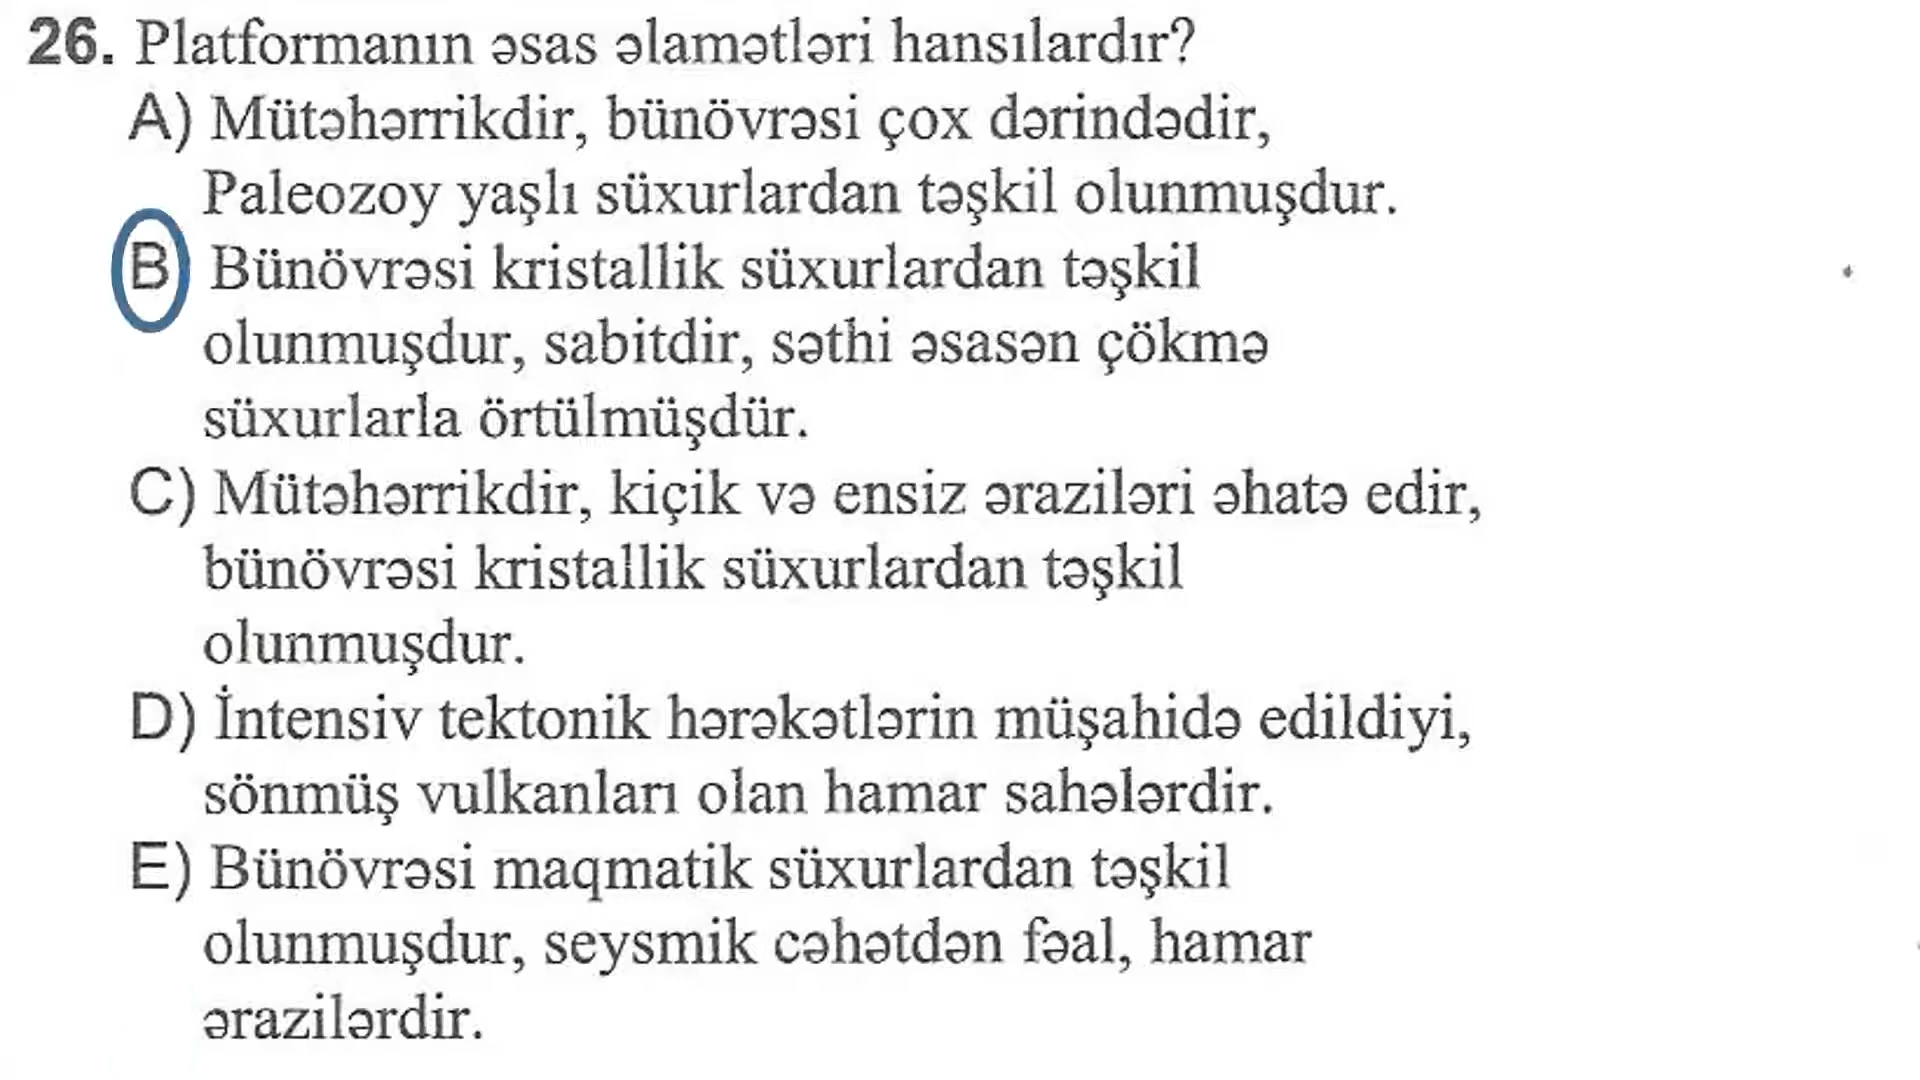 26. Platformanın əsas əlamətləri hansılardır?
A) Mütəhərrikdir, bünövrəsi çox dərindədir,
Paleozoy yaşlı süxurlardan təşkil olunmuşdur.
B) Bünövrəsi kristallik süxurlardan təşkil
olunmuşdur, sabitdir, səthi əsasən çökmə
süxurlarla örtülmüşdür.
C) Mütəhərrikdir, kiçik və ensiz əraziləri əhatə edir,
bünövrəsi kristallik süxurlardan təşkil
olunmuşdur.
D) İntensiv tektonik hərəkətlərin müşahidə edildiyi,
sönmüş vulkanları olan hamar sahələrdir.
E) Bünövrəsi maqmatik süxurlardan təşkil
olunmuşdur, seysmik cəhətdən fəal, hamar
ərazilərdir.